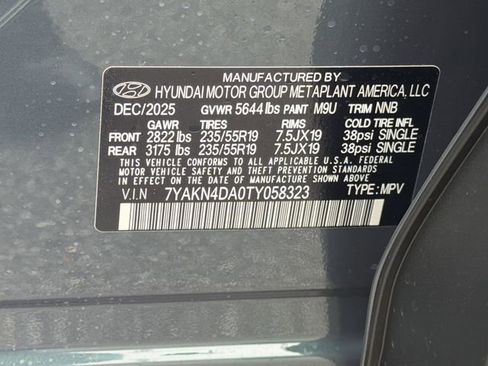 MANUFACTURED BY
HYUNDAI MOTOR GROUP METAPLANT AMERICA, LLC
DEC/2025 GVWR 5644 lbs PAINT M9U TRIM NNB
GAWR TIRES RIMS
FRONT 2822 lbs 235/55R19 7.5JX19 38psi SINGLE
REAR 3175 lbs 235/55R19 7.5JX19 38psi SINGLE
THIS VEHICLE CONFORMS TO ALL APPLICABLE U.S.A. FEDERAL
MOTOR VEHICLE SAFETY AND THEFT PREVENTION STANDARDS
IN EFFECT ON THE DATE OF MANUFACTURE SHOWN ABOVE.
V.I.N 7YAKN4DA0TY058323 TYPE:MPV